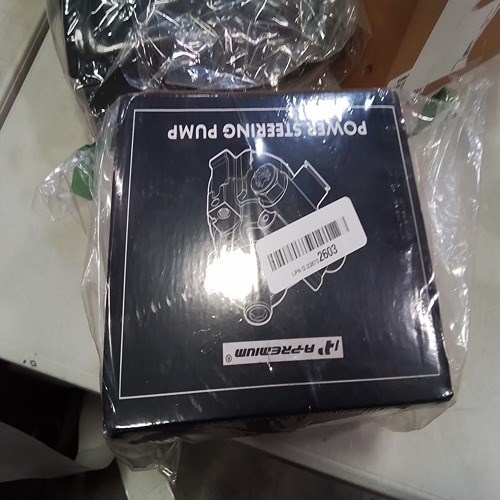 POWER STEERING PUMP
2603
A-PREMIUM®